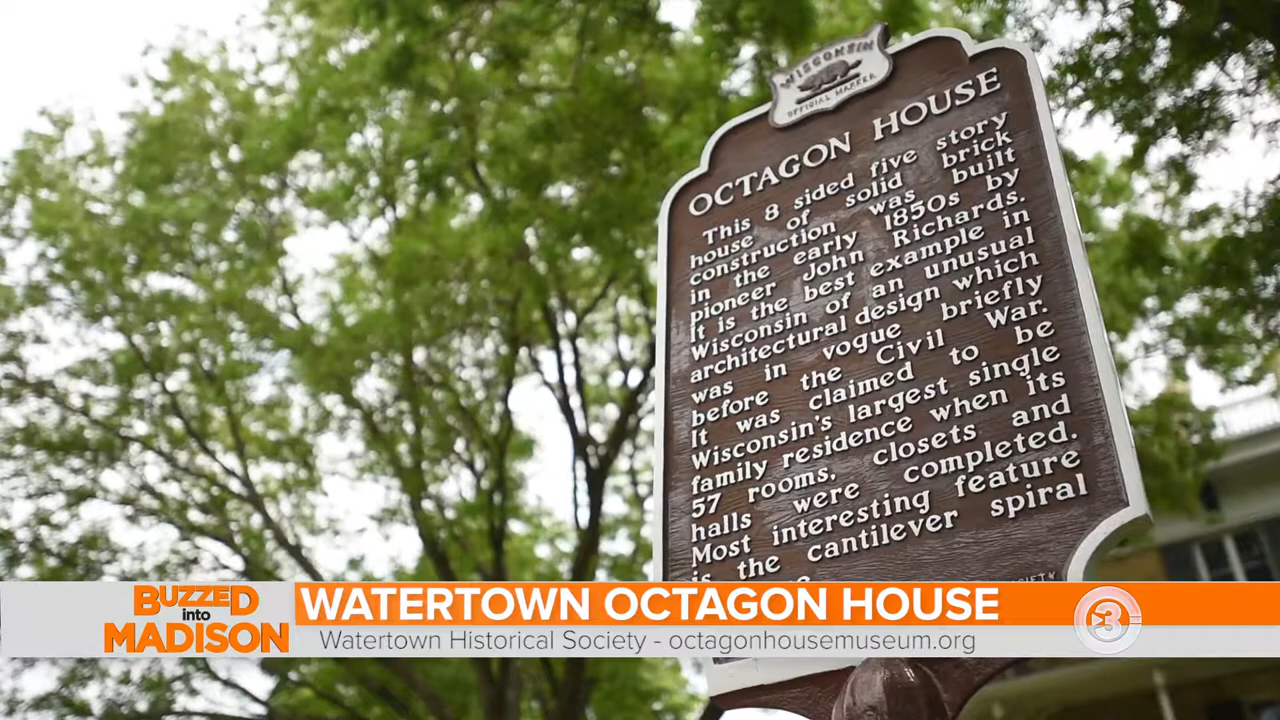 WISCONSIN
OFFICIAL MARKER
OCTAGON HOUSE
This 8 sided five story
house of solid brick
construction was built
in the early 1850s by
pioneer John Richards.
It is the best example in
Wisconsin of an unusual
architectural design which
was in vogue briefly
before the Civil War.
It was claimed to be
Wisconsin's largest single
family residence when its
57 rooms, closets and
halls were completed.
Most interesting feature
is the cantilever spiral
BUZZED
into
MADISON
WATERTOWN OCTAGON HOUSE
Watertown Historical Society - octagonhousemuseum.org
3